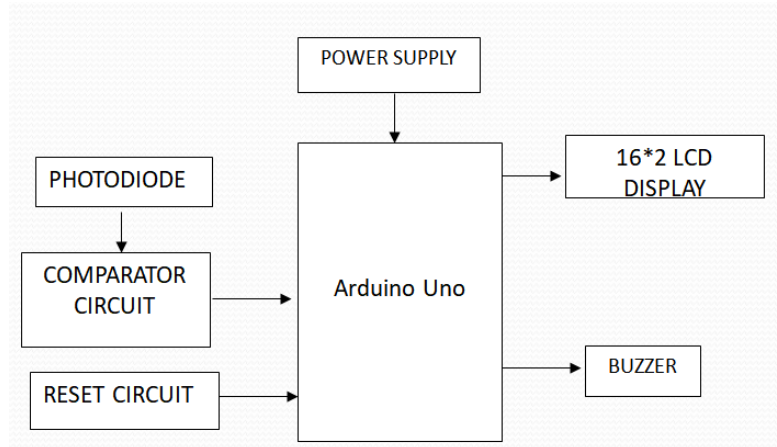 POWER SUPPLY
16*2 LCD
DISPLAY
PHOTODIODE
COMPARATOR
CIRCUIT
Arduino Uno
RESET CIRCUIT
BUZZER